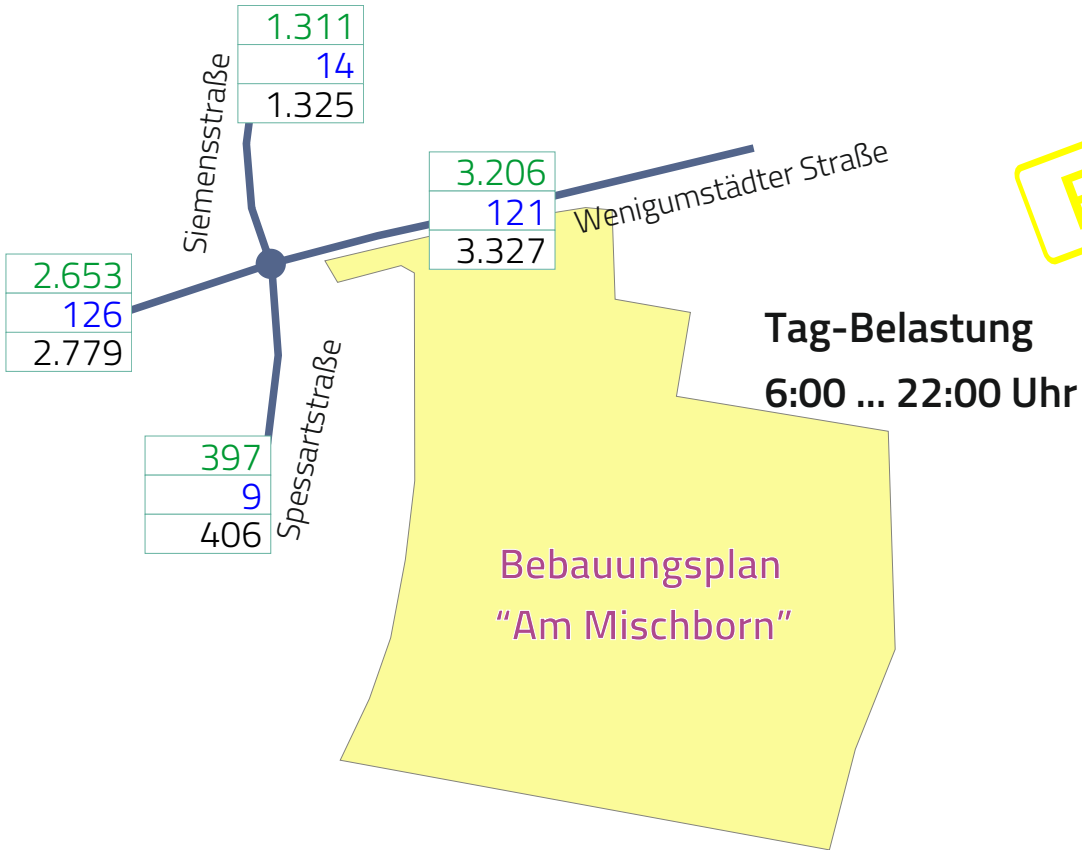 1.311
14
1.325
Siemensstraße
3.206
121
3.327
Wenigumstädter Straße
2.653
126
2.779
Tag-Belastung
6:00 ... 22:00 Uhr
397
9
406
Spessartstraße
Bebauungsplan
“Am Mischborn”